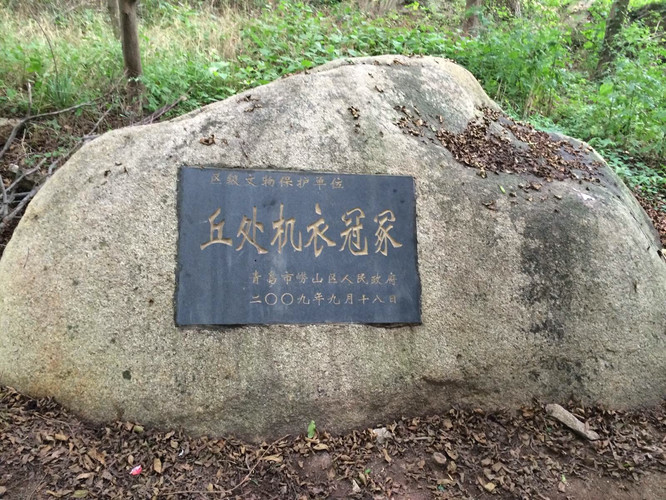 区级文物保护单位
丘处机衣冠冢
青岛市崂山区人民政府
二〇〇九年九月十八日